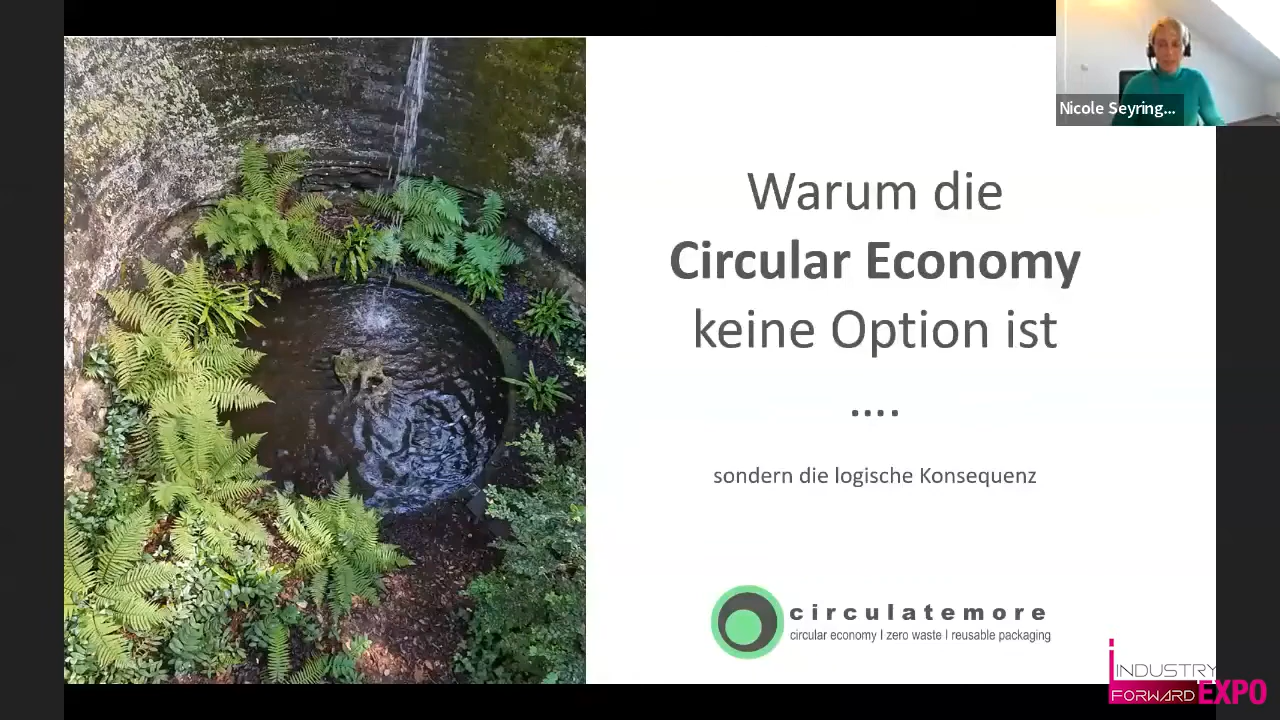 Nicole Seyring...
Warum die
Circular Economy
keine Option ist
....
sondern die logische Konsequenz
circulatemore
circular economy I zero waste I reusable packaging
INDUSTRY
FORWARD EXPO